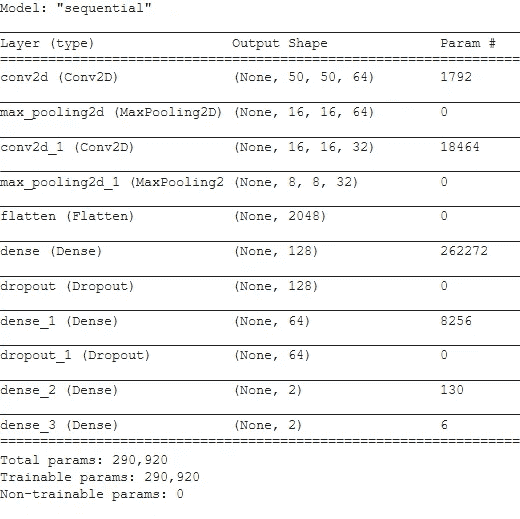 Model: "sequential"
Layer (type) Output Shape Param #
conv2d (Conv2D) (None, 50, 50, 64) 1792
max_pooling2d (MaxPooling2D) (None, 16, 16, 64) 0
conv2d_1 (Conv2D) (None, 16, 16, 32) 18464
max_pooling2d_1 (MaxPooling2 (None, 8, 8, 32) 0
flatten (Flatten) (None, 2048) 0
dense (Dense) (None, 128) 262272
dropout (Dropout) (None, 128) 0
dense_1 (Dense) (None, 64) 8256
dropout_1 (Dropout) (None, 64) 0
dense_2 (Dense) (None, 2) 130
dense_3 (Dense) (None, 2) 6
Total params: 290,920
Trainable params: 290,920
Non-trainable params: 0